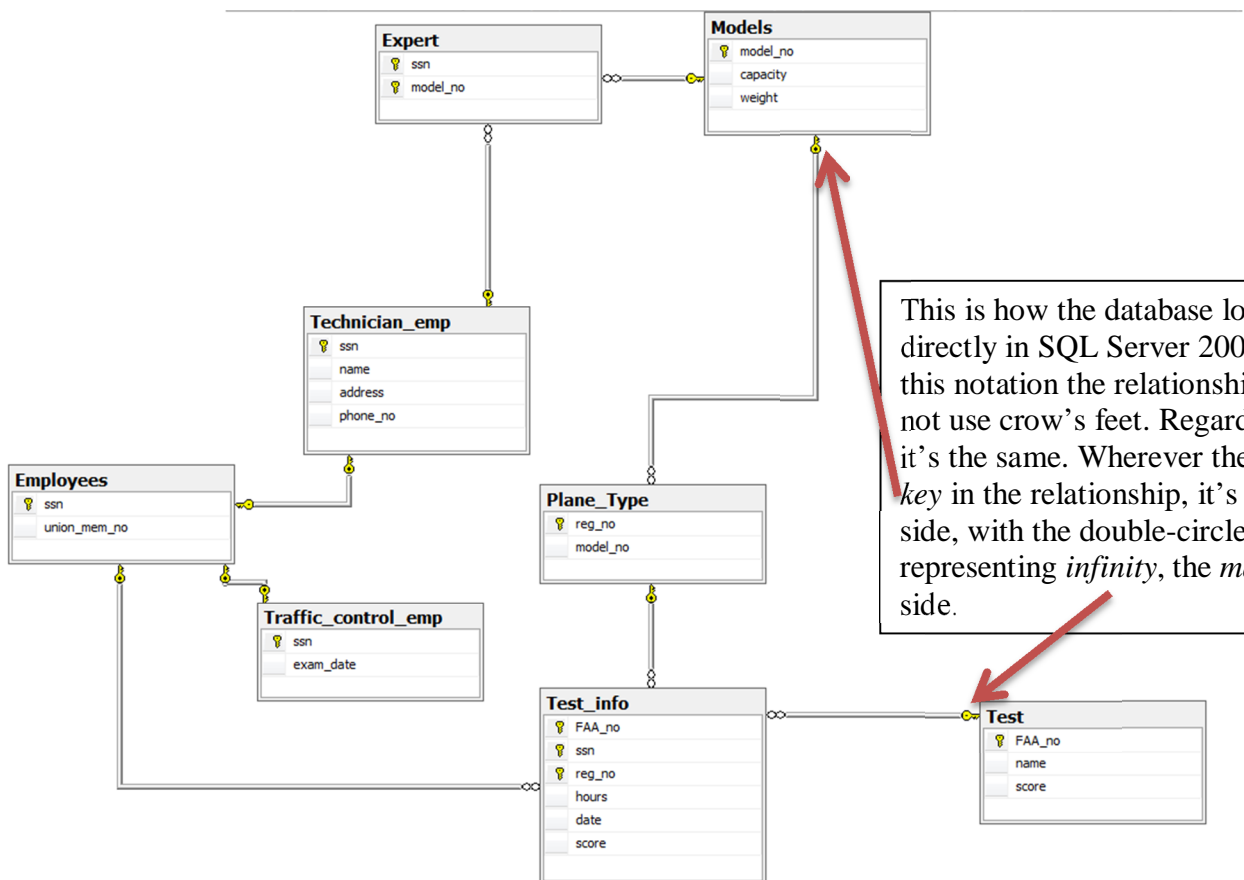 Expert
ssn
model_no
Models
model_no
capacity
weight
Technician_emp
ssn
name
address
phone_no
Employees
ssn
union_mem_no
Traffic_control_emp
ssn
exam_date
Plane_Type
reg_no
model_no
This is how the database lo
directly in SQL Server 200
this notation the relationshi
not use crow's feet. Regard
it's the same. Wherever the
key in the relationship, it's
side, with the double-circle
representing infinity, the m
side.
Test_info
FAA_no
ssn
reg_no
hours
date
score
Test
FAA_no
name
score